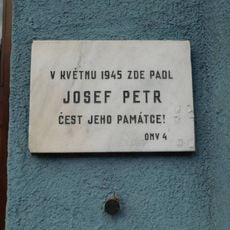 V KVĚTNU 1945 ZDE PADL
JOSEF PETR
ČEST JEHO PAMÁTCE!
ONV 4